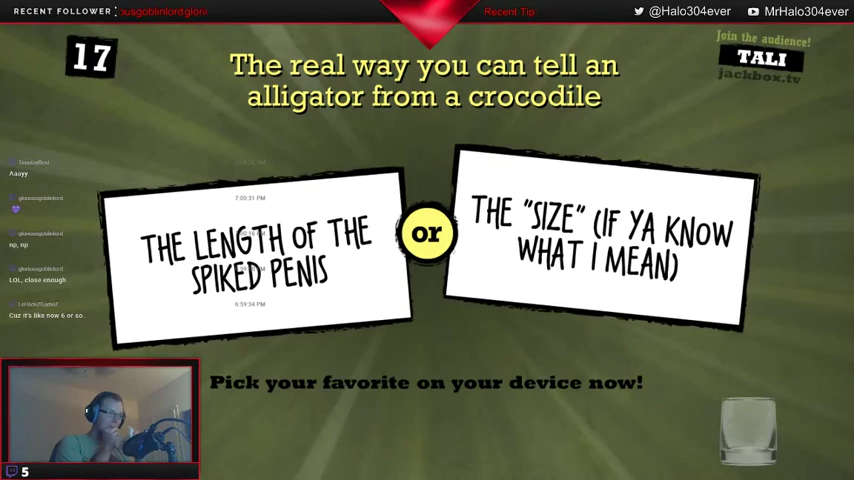 RECENT FOLLOWER:
Recent Tip:
@Halo304ever
MrHalo304ever
17
The real way you can tell an
alligator from a crocodile
Join the audience!
TALI
jackbox.tv
Aaayy
7:00:31 PM
THE LENGTH OF THE
SPIKED PENIS
or
THE "SIZE" (IF YA KNOW
WHAT I MEAN)
gloriousgoblinlord
gloriousgoblinlord
np, np
gloriousgoblinlord
LOL, close enough
6:59:34 PM
Cuz it's like now 6 or so..
Pick your favorite on your device now!
5